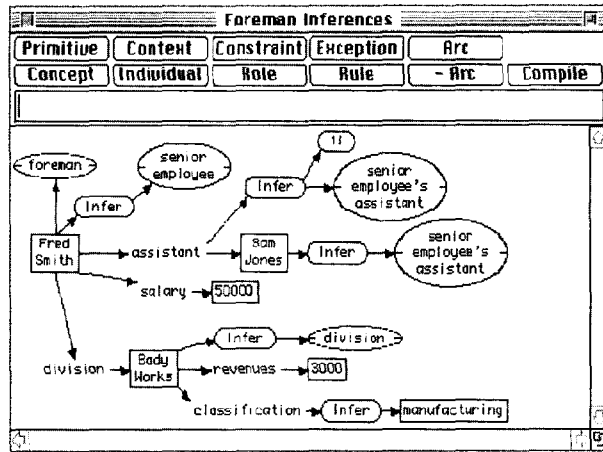 Foreman Inferences
Primitive Context Constraint Exception Arc
Concept Individual Role Rule - Arc Compile
foreman
senior
employee
Infer
Infer
senior
employee's
assistant
Fred
Smith
assistant
Sam
Jones
Infer
senior
employee's
assistant
salary
50000
division
Body
Works
Infer
division
revenues
3000
classification
Infer
manufacturing